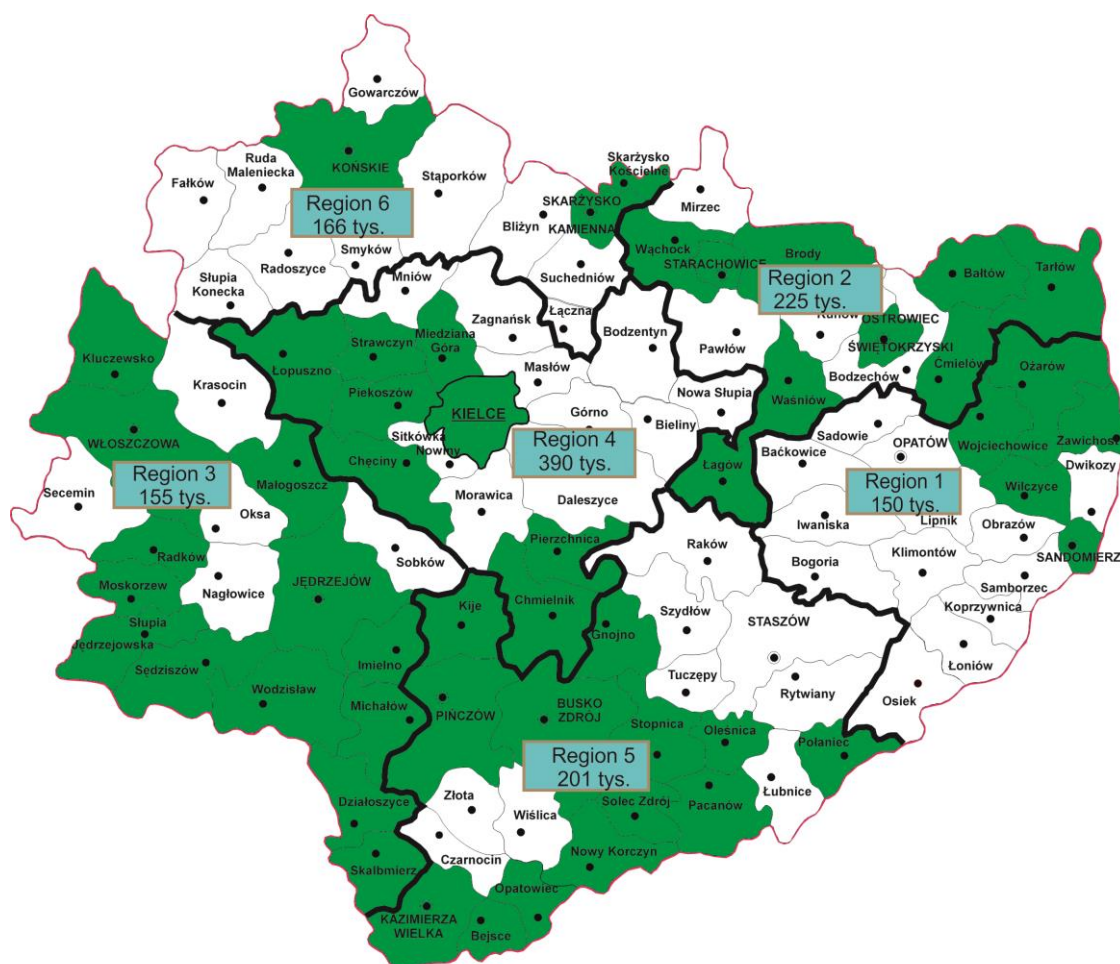 Gowarczów
KOŃSKIE
Ruda
Maleniecka
Fałków
Stąporków
Region 6
166 tys.
Smyków
Radoszyce
Słupia
Konecka
Mniów
Bliżyn
Skarżysko
Kościelne
SKARŻYSKO
KAMIENNA
Suchedniów
Łączna
Mirzec
Wąchock
STARACHOWICE
Brody
Region 2
225 tys.
Kunów
OSTROWIEC
ŚWIĘTOKRZYSKI
Bodzechów
Bałtów
Tarłów
Ćmielów
Pawłów
Waśniów
Nowa Słupia
Bodzentyn
Zagnańsk
Miedziana
Góra
Strawczyn
Łopuszno
Masłów
Piekoszów
KIELCE
Górno
Bieliny
Region 4
390 tys.
Sitkówka
Nowiny
Chęciny
Morawica
Daleszyce
Łagów
Pierzchnica
Chmielnik
Kluczewsko
Krasocin
WŁOSZCZOWA
Region 3
155 tys.
Secemin
Małogoszcz
Oksa
Radków
Nagłowice
Moskorzew
Słupia
Jędrzejowska
Sędziszów
JĘDRZEJÓW
Sobków
Imielno
Wodzisław
Michałów
Działoszyce
Skalbmierz
Ożarów
Sadowie
OPATÓW
Wojciechowice
Zawichost
Baćkowice
Dwikozy
Region 1
150 tys.
Wilczyce
Iwaniska
Lipnik
Obrazów
SANDOMIERZ
Bogoria
Klimontów
Samborzec
Koprzywnica
Łoniów
Osiek
Raków
Kije
Gnojno
Szydłów
STASZÓW
Tuczępy
Rytwiany
PIŃCZÓW
BUSKO
ZDRÓJ
Stopnica
Oleśnica
Połaniec
Region 5
201 tys.
Łubnice
Złota
Wiślica
Solec Zdrój
Pacanów
Czarnocin
Nowy Korczyn
Opatowiec
KAZIMIERZA
WIELKA
Bejsce